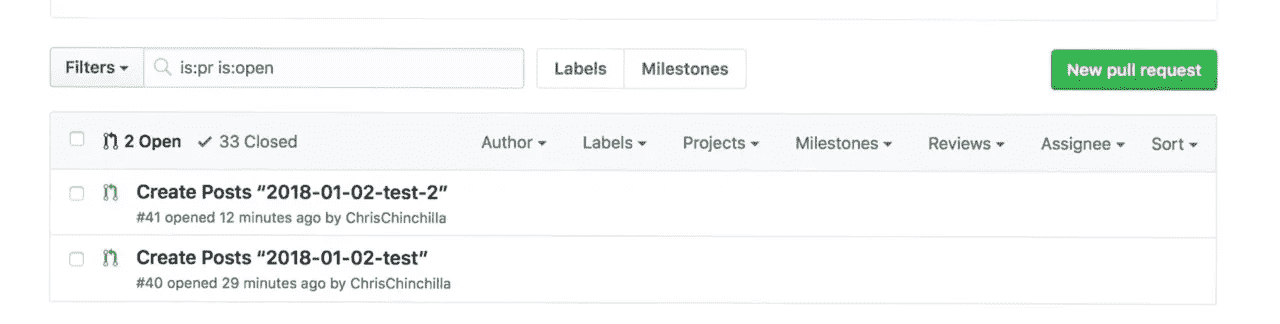 Filters is:pr is:open Labels Milestones New pull request
2 Open 33 Closed Author Labels Projects Milestones Reviews Assignee Sort
Create Posts “2018-01-02-test-2”
#41 opened 12 minutes ago by ChrisChinchilla
Create Posts “2018-01-02-test”
#40 opened 29 minutes ago by ChrisChinchilla